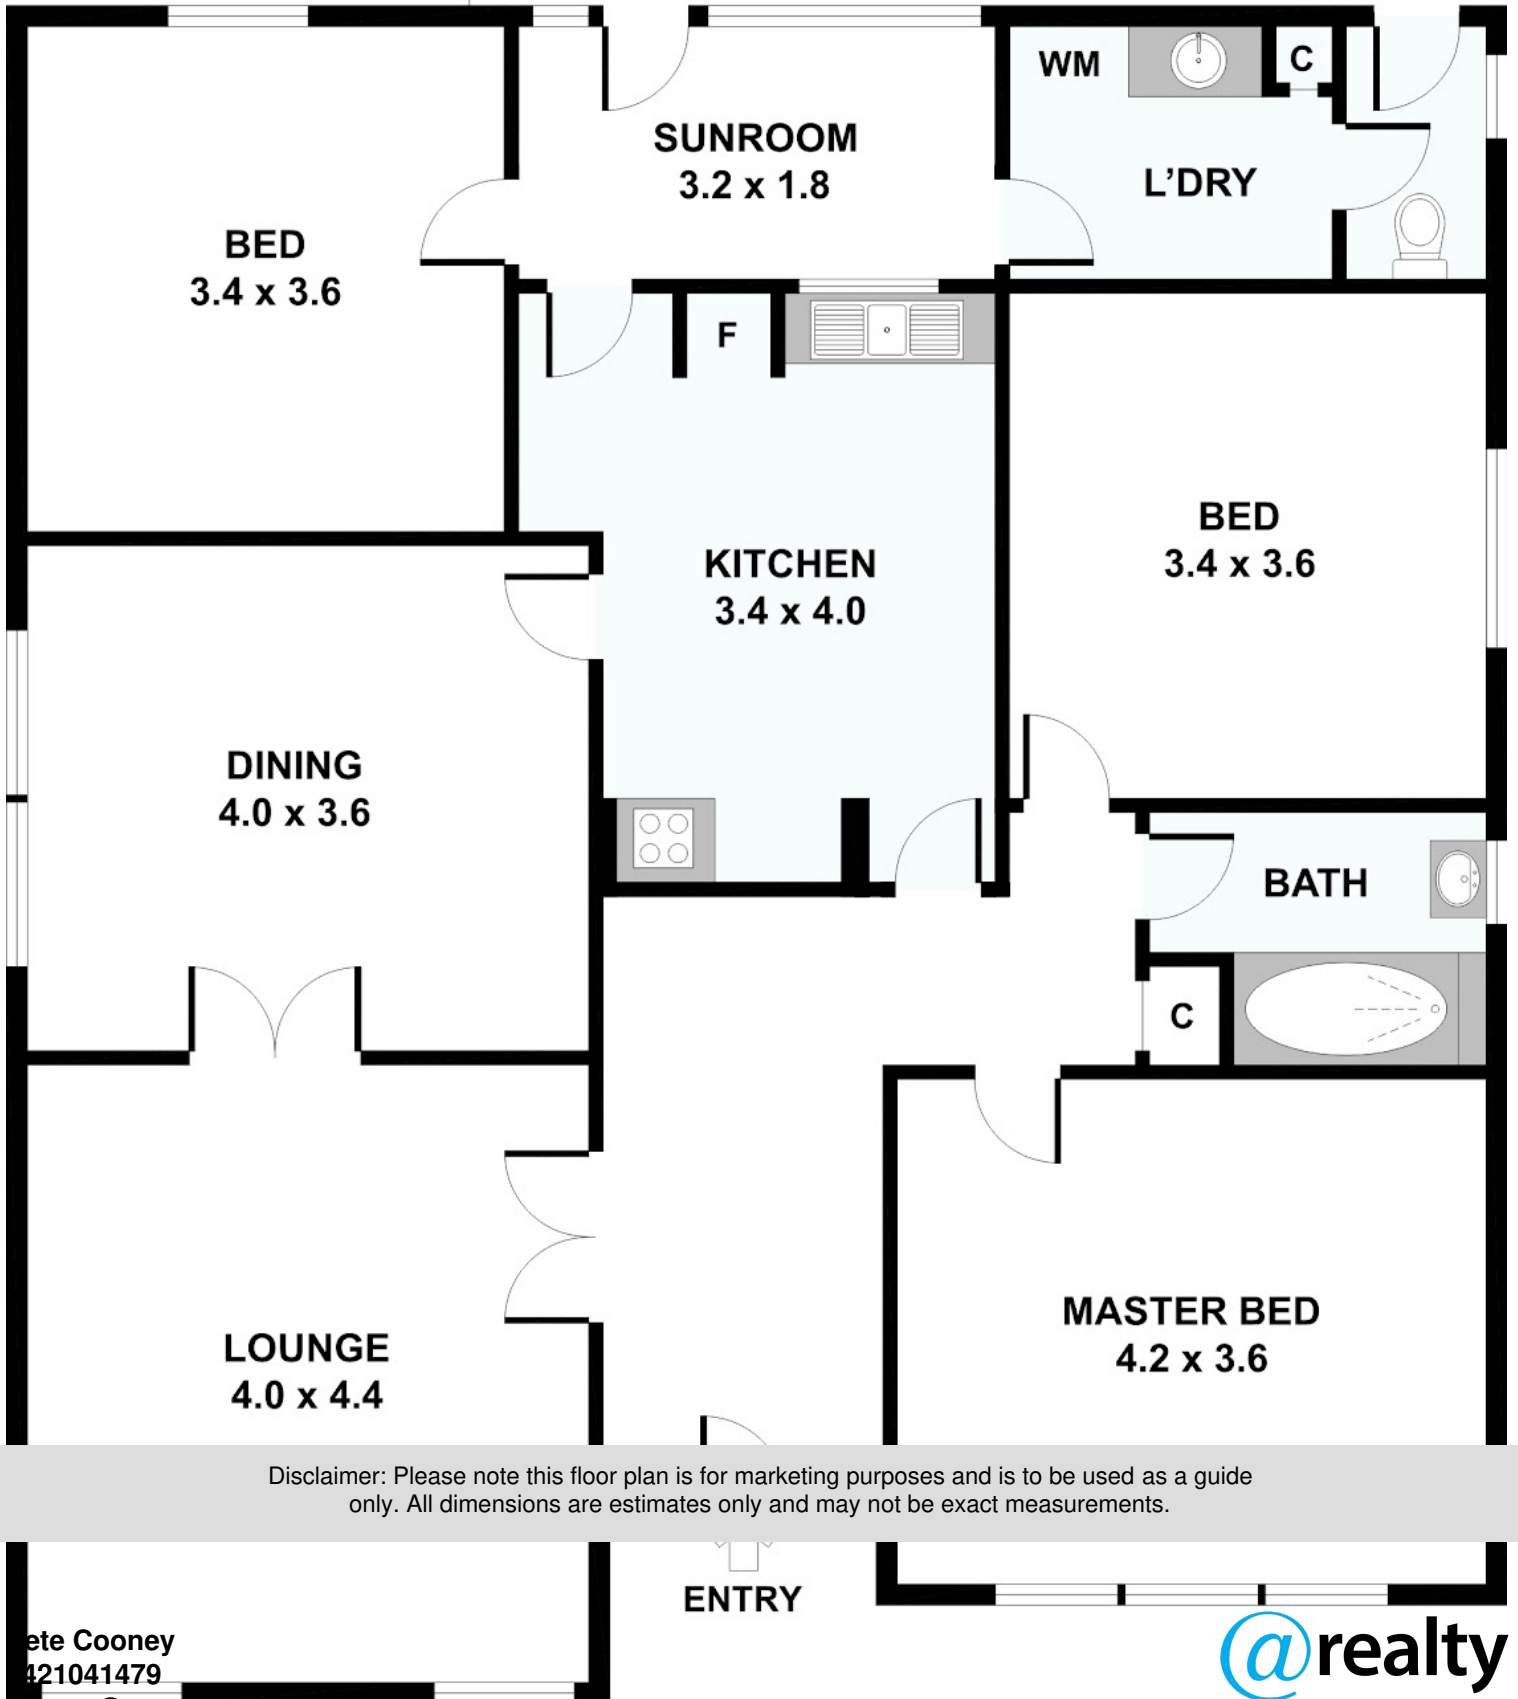 WM
C
SUNROOM
3.2 x 1.8
L'DRY
BED
3.4 x 3.6
F
BED
3.4 x 3.6
KITCHEN
3.4 x 4.0
DINING
4.0 x 3.6
BATH
C
MASTER BED
4.2 x 3.6
LOUNGE
4.0 x 4.4
Disclaimer: Please note this floor plan is for marketing purposes and is to be used as a guide
only. All dimensions are estimates only and may not be exact measurements.
ENTRY
ete Cooney
421041479
@realty